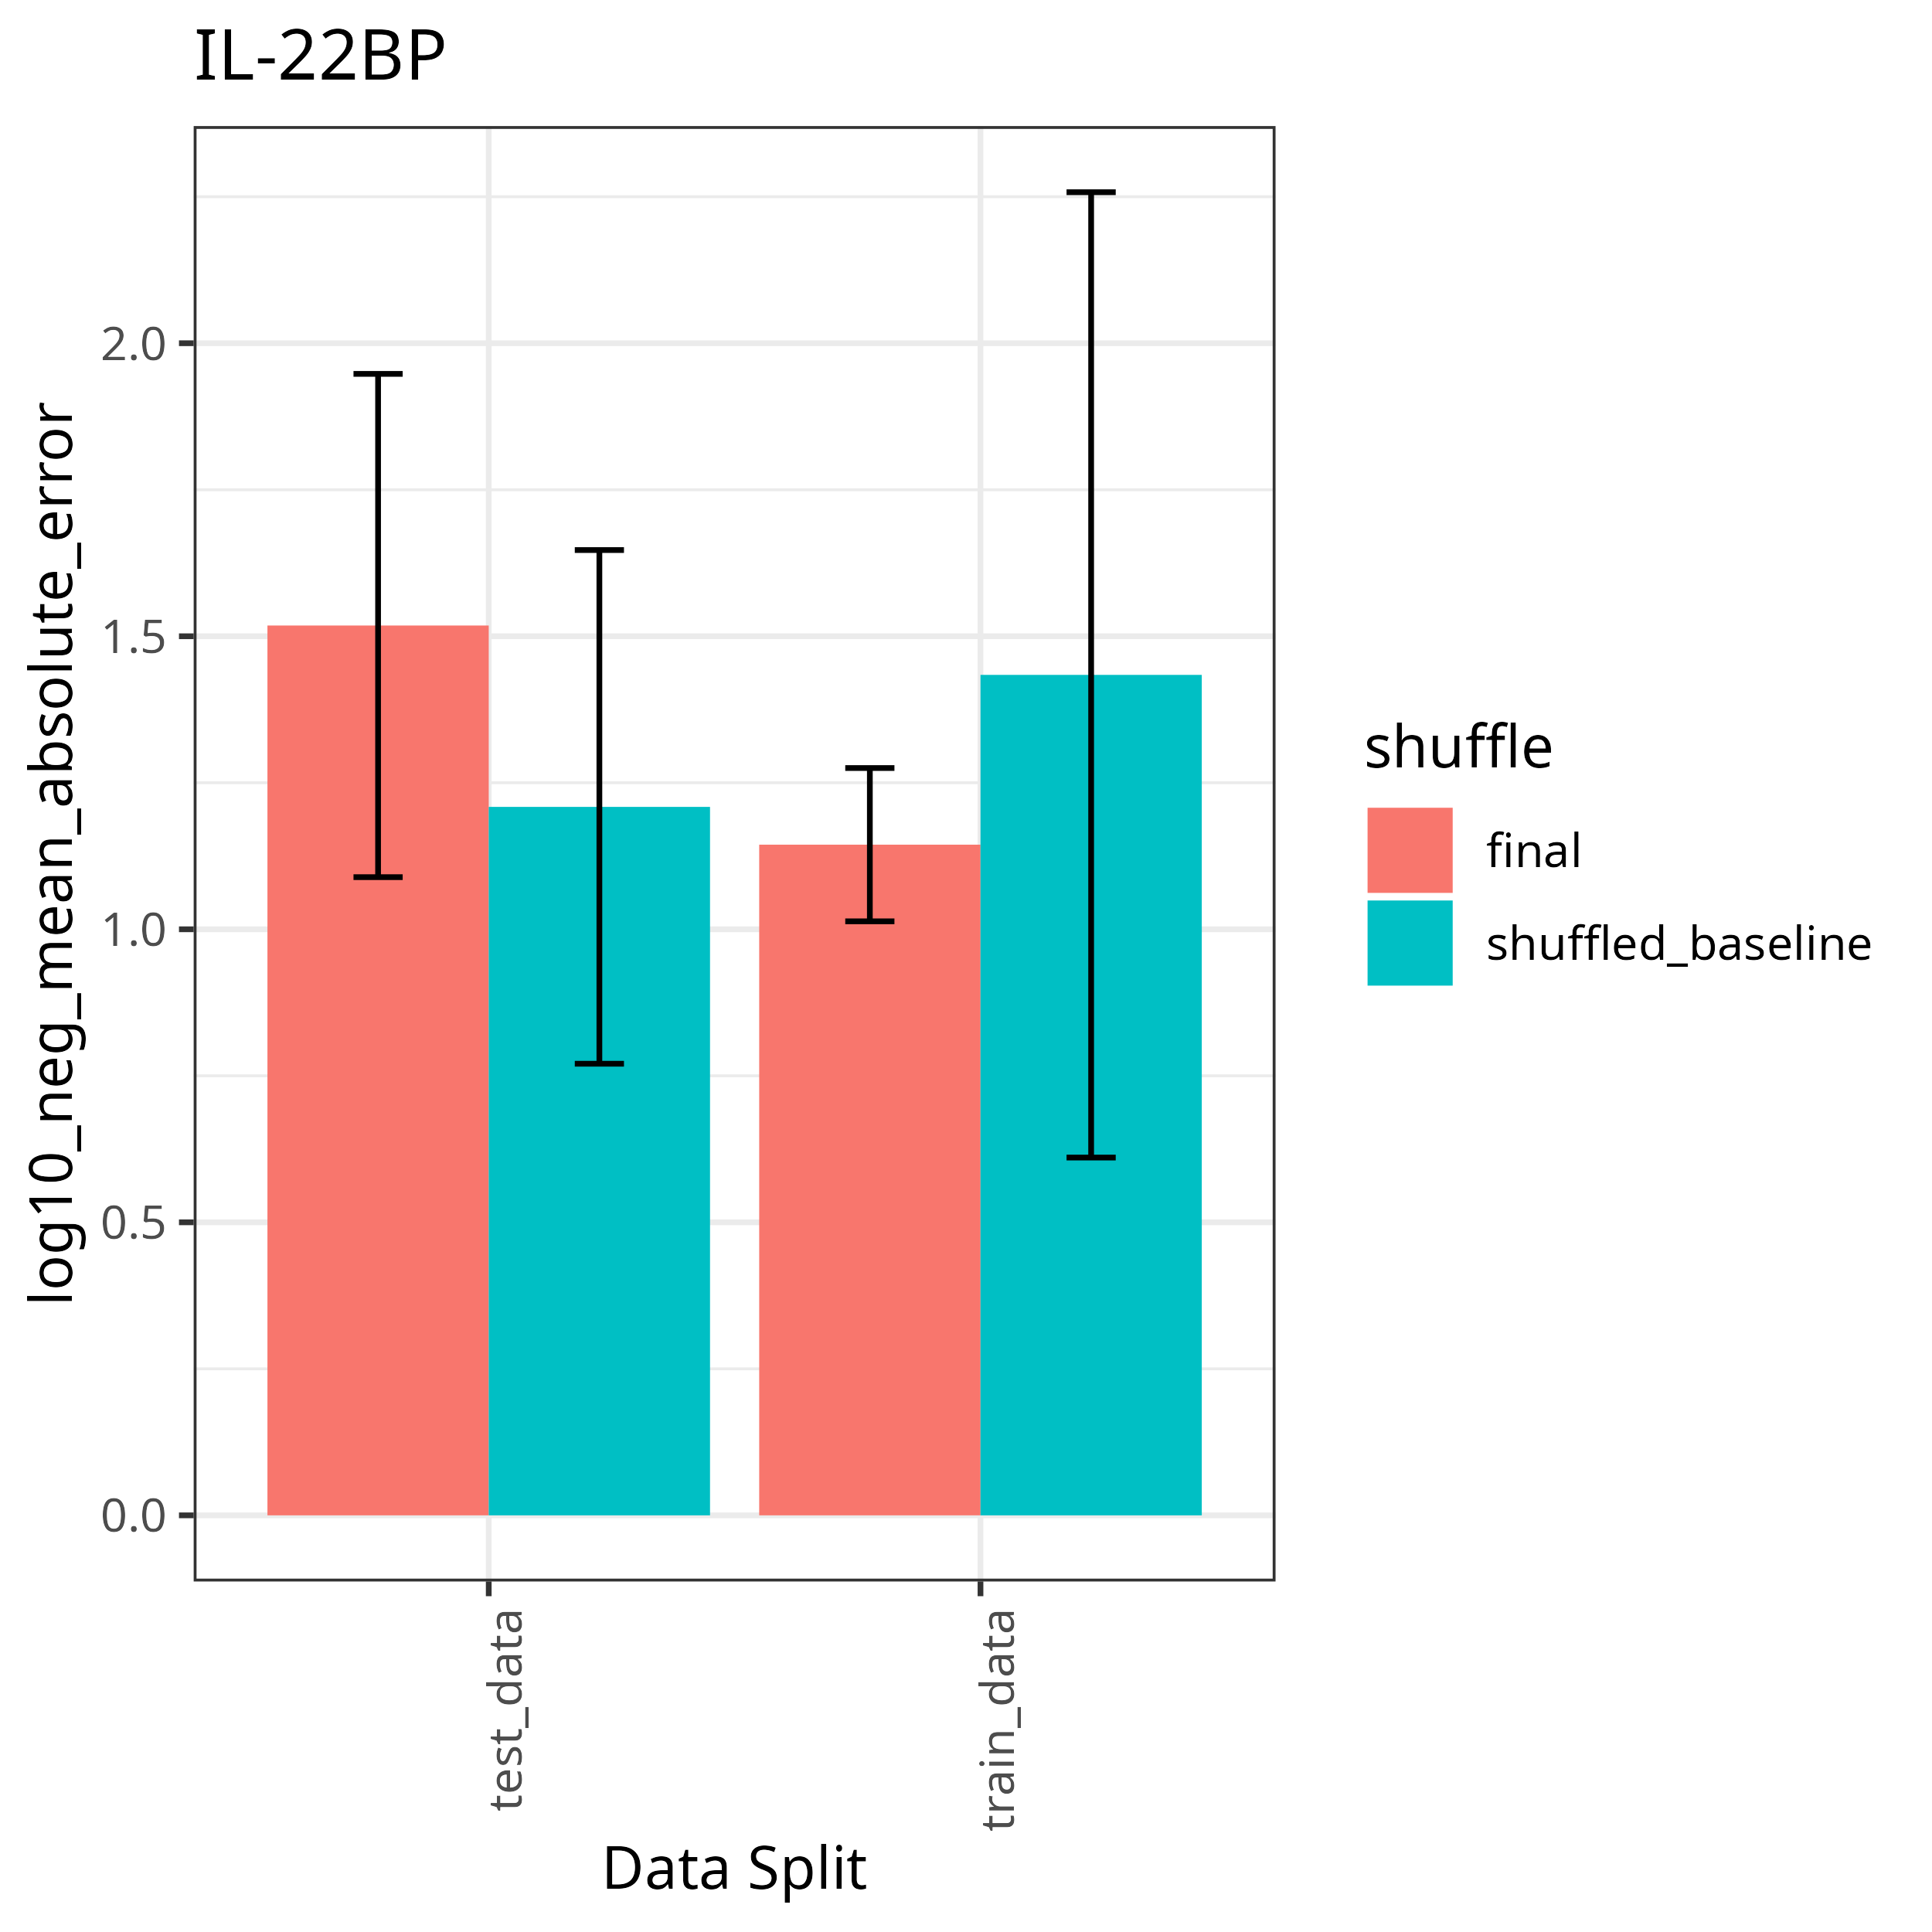 IL-22BP
log10_neg_mean_absolute_error
2.0
1.5
1.0
0.5
0.0
test_data
train_data
Data Split
shuffle
final
shuffled_baseline